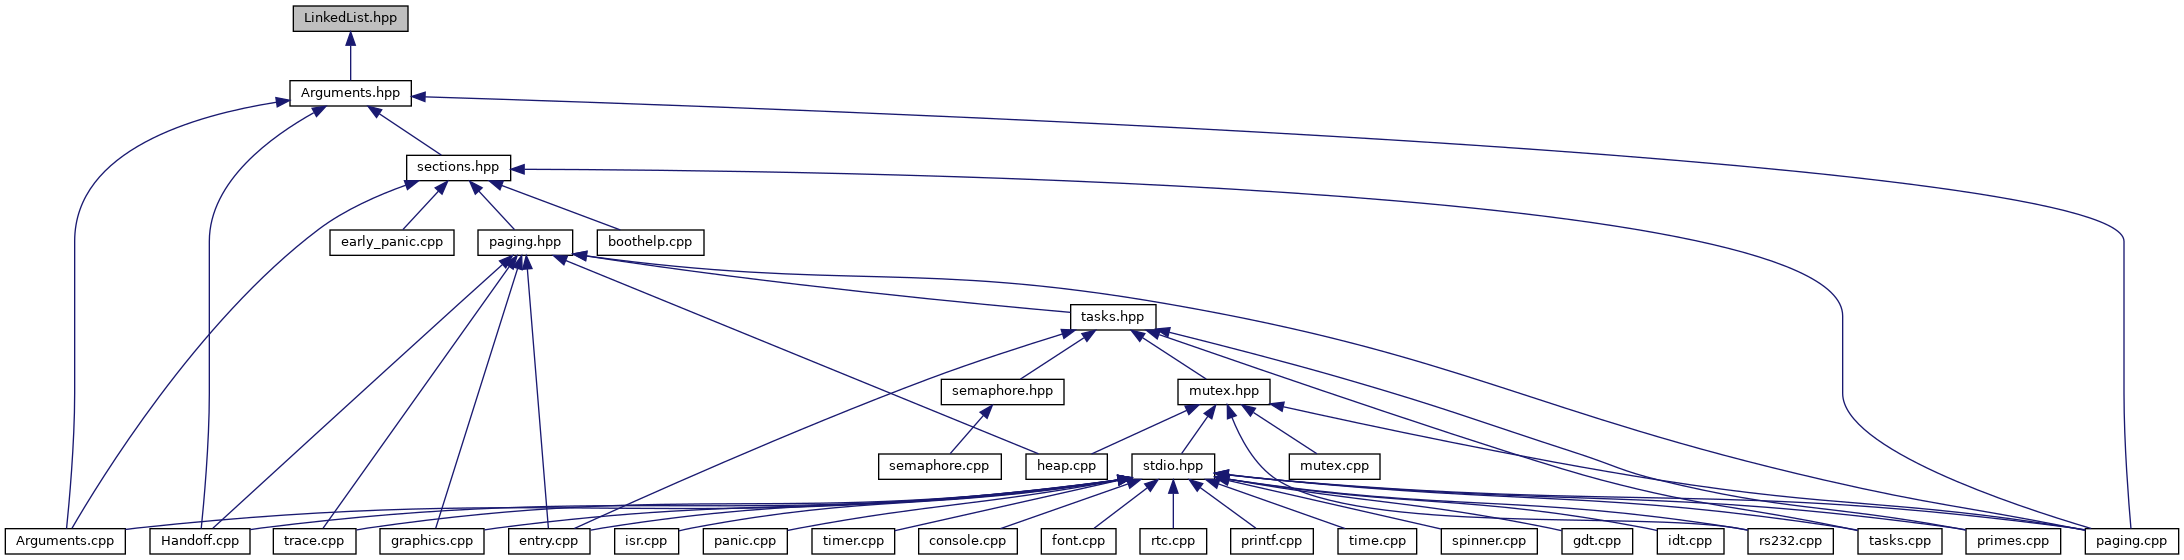 LinkedList.hpp
Arguments.hpp
sections.hpp
early_panic.cpp
paging.hpp
boothelp.cpp
tasks.hpp
semaphore.hpp
mutex.hpp
semaphore.cpp
heap.cpp
stdio.hpp
mutex.cpp
Arguments.cpp
Handoff.cpp
trace.cpp
graphics.cpp
entry.cpp
isr.cpp
panic.cpp
timer.cpp
console.cpp
font.cpp
rtc.cpp
printf.cpp
time.cpp
spinner.cpp
gdt.cpp
idt.cpp
rs232.cpp
tasks.cpp
primes.cpp
paging.cpp